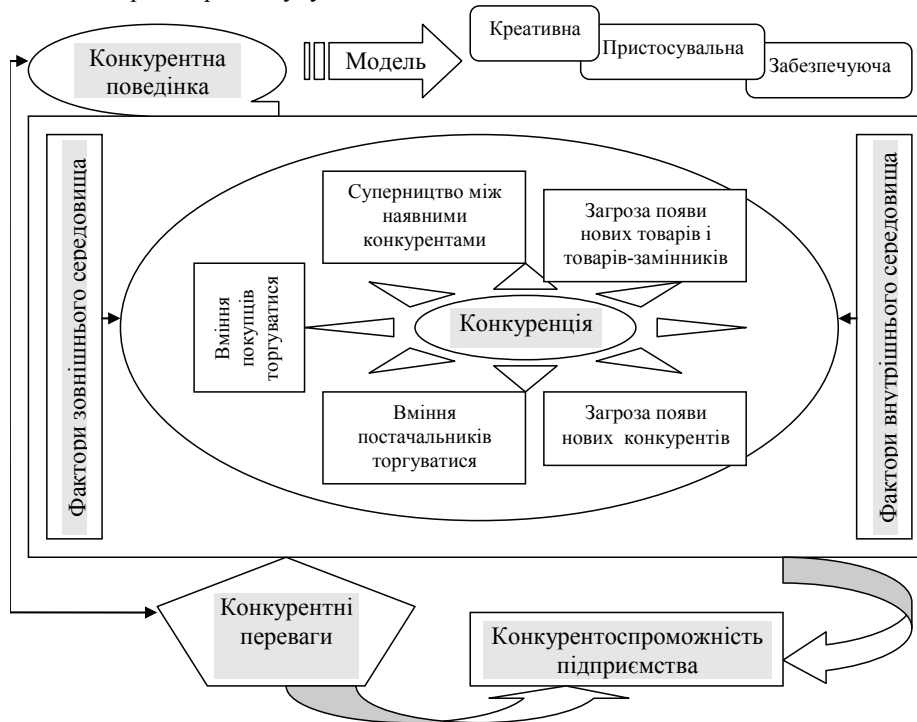 Конкурентна
поведінка
Модель
Креативна
Пристосувальна
Забезпечуюча
Фактори зовнішнього середовища
Суперництво між
наявними
конкурентами
Загроза появи
нових товарів і
товарів-замінників
Вміння
покупців
торгуватися
Конкуренція
Вміння
постачальників
торгуватися
Загроза появи
нових конкурентів
Фактори внутрішнього середовища
Конкурентні
переваги
Конкурентоспроможність
підприємства